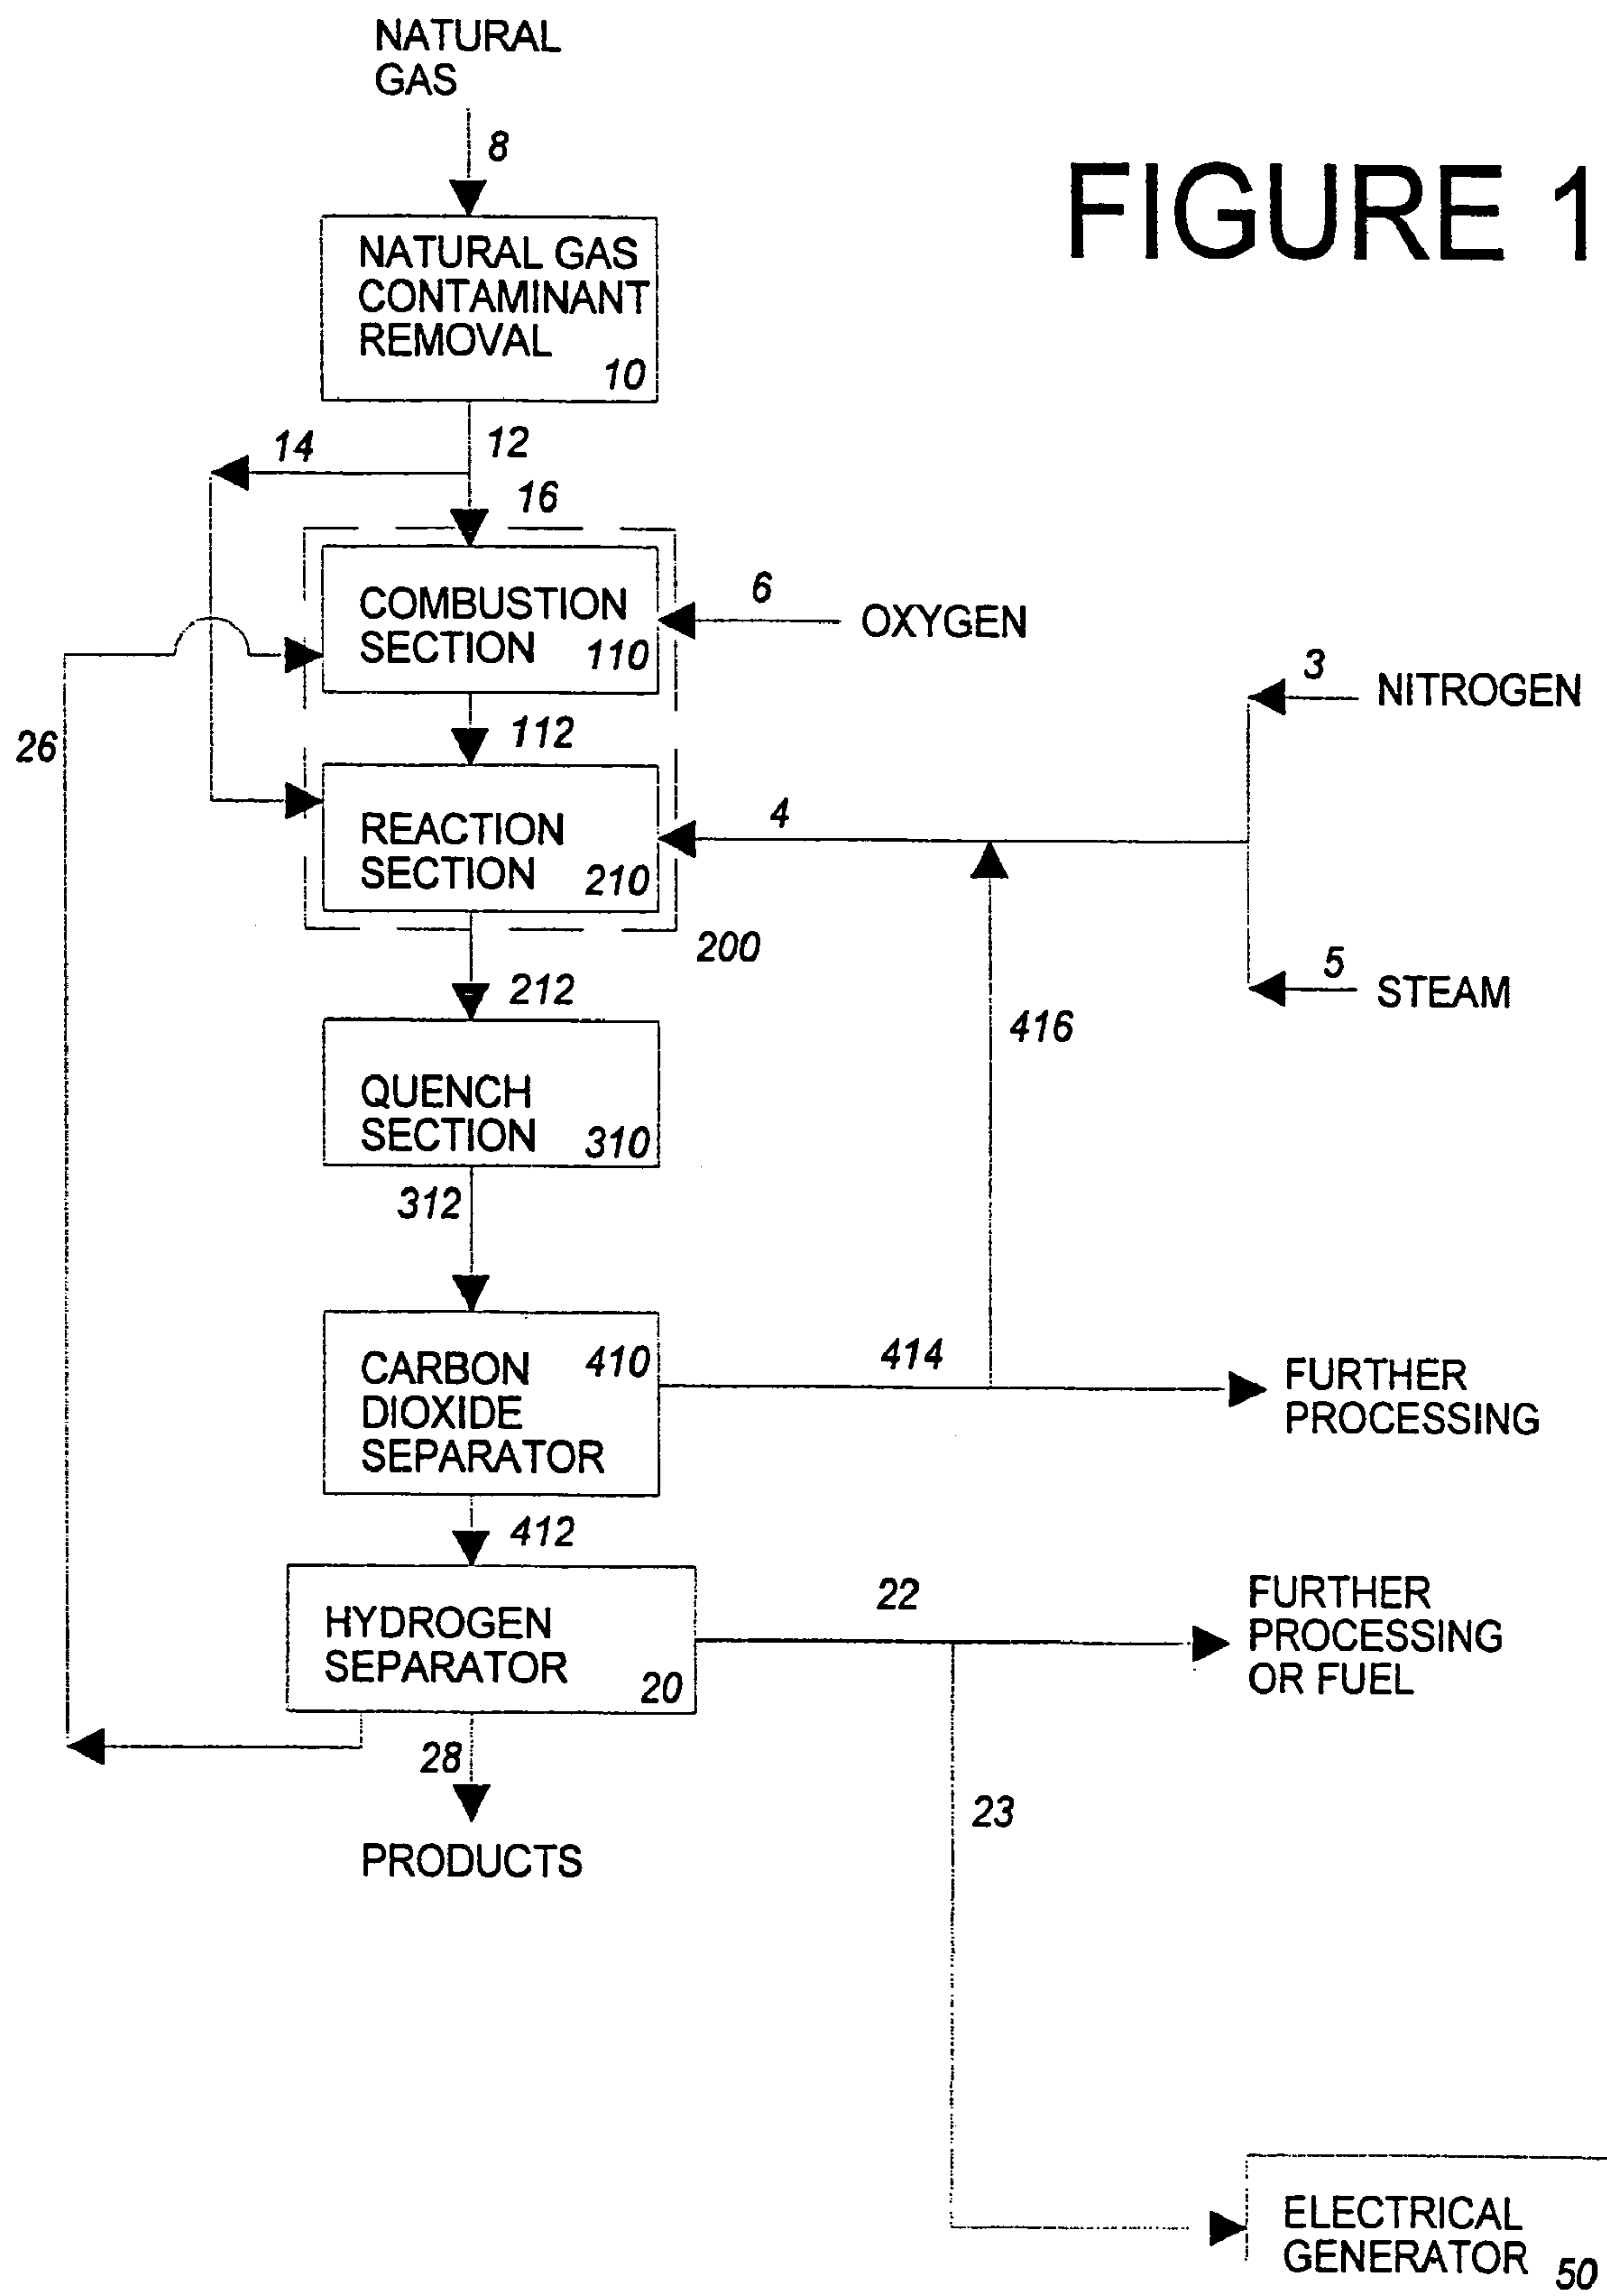 NATURAL
GAS
8
FIGURE 1
NATURAL GAS
CONTAMINANT
REMOVAL
10
14
12
16
COMBUSTION
SECTION
110
6
OXYGEN
3
NITROGEN
26
112
REACTION
SECTION
210
4
200
5
STEAM
212
416
QUENCH
SECTION
310
312
CARBON
DIOXIDE
SEPARATOR
410
414
FURTHER
PROCESSING
412
HYDROGEN
SEPARATOR
20
22
FURTHER
PROCESSING
OR FUEL
28
23
PRODUCTS
ELECTRICAL
GENERATOR
50